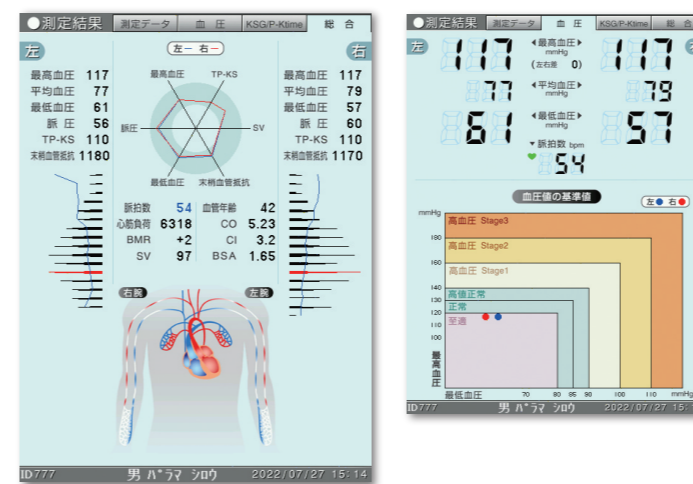 ●測定結果 測定データ 血 圧 KSG/P-Ktime 総 合
左 左ー 右ー 右
最高血圧 117
平均血圧 77
最低血圧 61
脈 圧 56
TP-KS 110
末梢血管抵抗 1180
最高血圧 TP-KS
脈圧 SV
最低血圧 末梢血管抵抗
最高血圧 117
平均血圧 79
最低血圧 57
脈 圧 60
TP-KS 110
末梢血管抵抗 1170
脈拍数 54 血管年齢 42
心筋負荷 6318 CO 5.23
BMR +2 CI 3.2
SV 97 BSA 1.65
右腕 左腕
ID777 男 パラマ シロウ 2022/07/27 15:14
●測定結果 測定データ 血 圧 KSG/P-Ktime 総 合
左
117 ◀最高血圧▶ 117
mmHg
(左右差 0)
77 ◀平均血圧▶ 79
mmHg
61 ◀最低血圧▶ 57
mmHg
▼脈拍数 bpm
54
血圧値の基準値 左● 右●
mmHg
高血圧 Stage3
180
高血圧 Stage2
160
高血圧 Stage1
140
高値正常
130
正常
120
至適
110
100
最高血圧
最低血圧 70 80 85 90 100 110 mmHg
ID777 男 パラマ シロウ 2022/07/27 15: